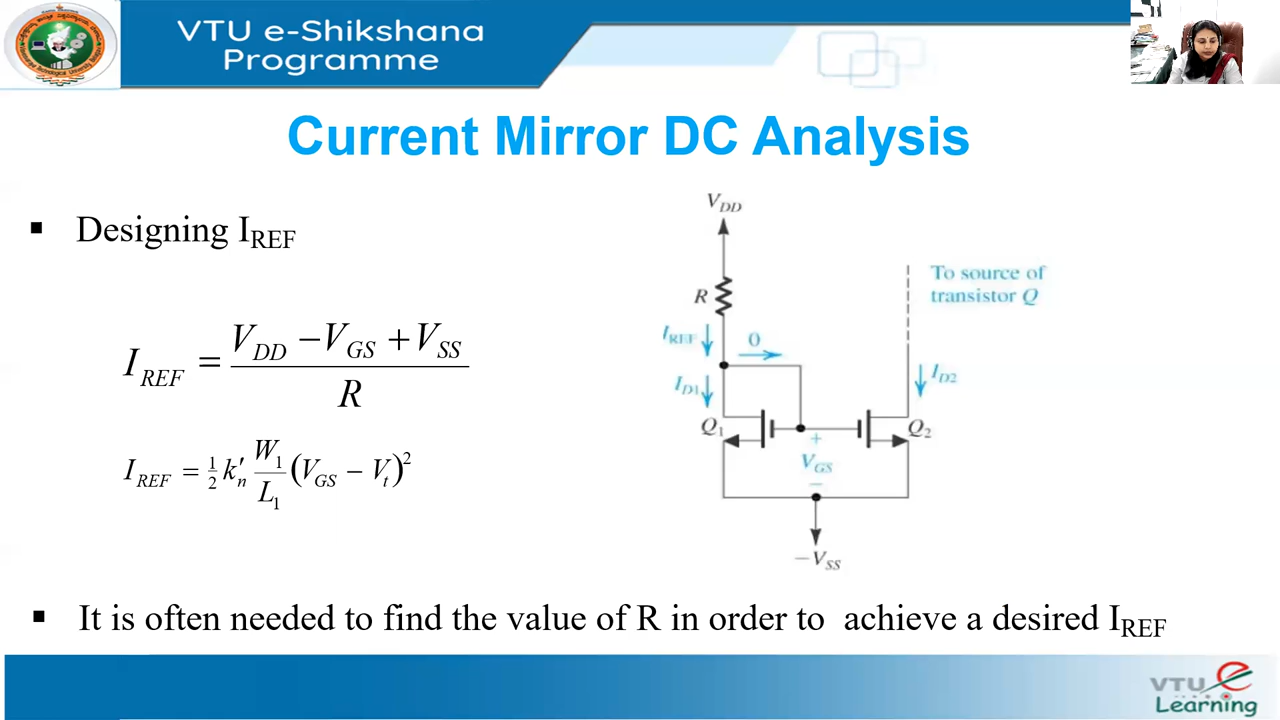 VTU e-Shikshana
Programme
Current Mirror DC Analysis
▪ Designing I_REF
I_REF = (V_DD − V_GS + V_SS) / R
I_REF = ½ k′_n (W_1 / L_1) (V_GS − V_t)²
V_DD
R
I_REF
0
To source of
transistor Q
I_D1
I_D2
Q_1
Q_2
+
V_GS
−
−V_SS
▪ It is often needed to find the value of R in order to achieve a desired I_REF
VTU e
Learning